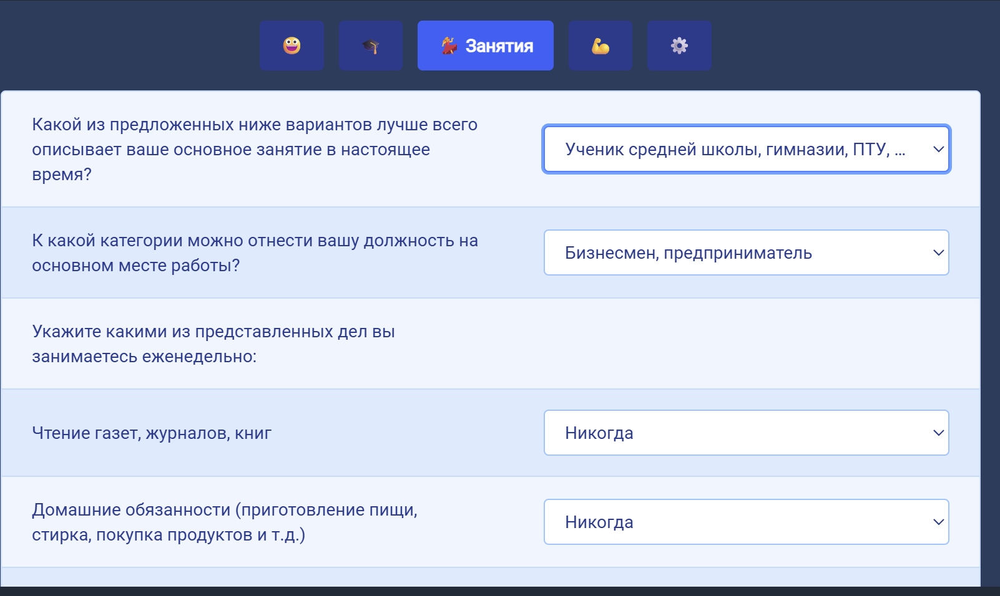 Занятия
Какой из предложенных ниже вариантов лучше всего
описывает ваше основное занятие в настоящее
время?
Ученик средней школы, гимназии, ПТУ, ...
К какой категории можно отнести вашу должность на
основном месте работы?
Бизнесмен, предприниматель
Укажите какими из представленных дел вы
занимаетесь еженедельно:
Чтение газет, журналов, книг
Никогда
Домашние обязанности (приготовление пищи,
стирка, покупка продуктов и т.д.)
Никогда